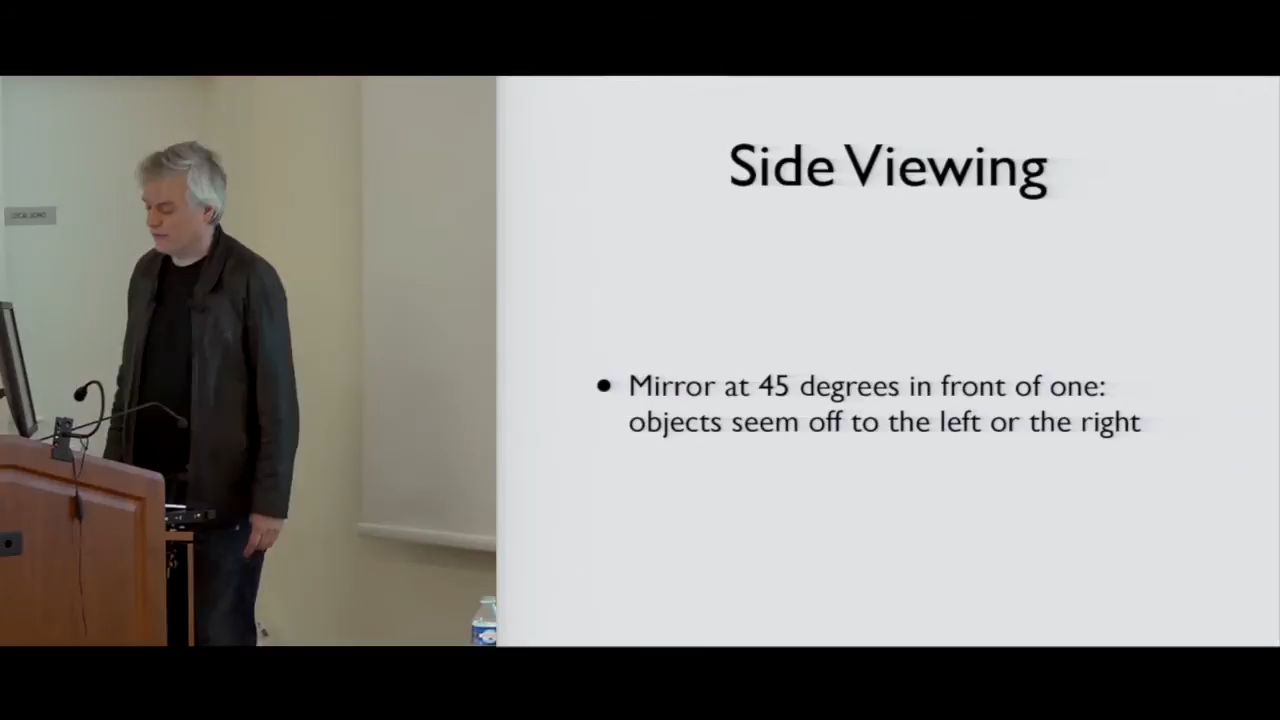 Side Viewing
• Mirror at 45 degrees in front of one:
objects seem off to the left or the right